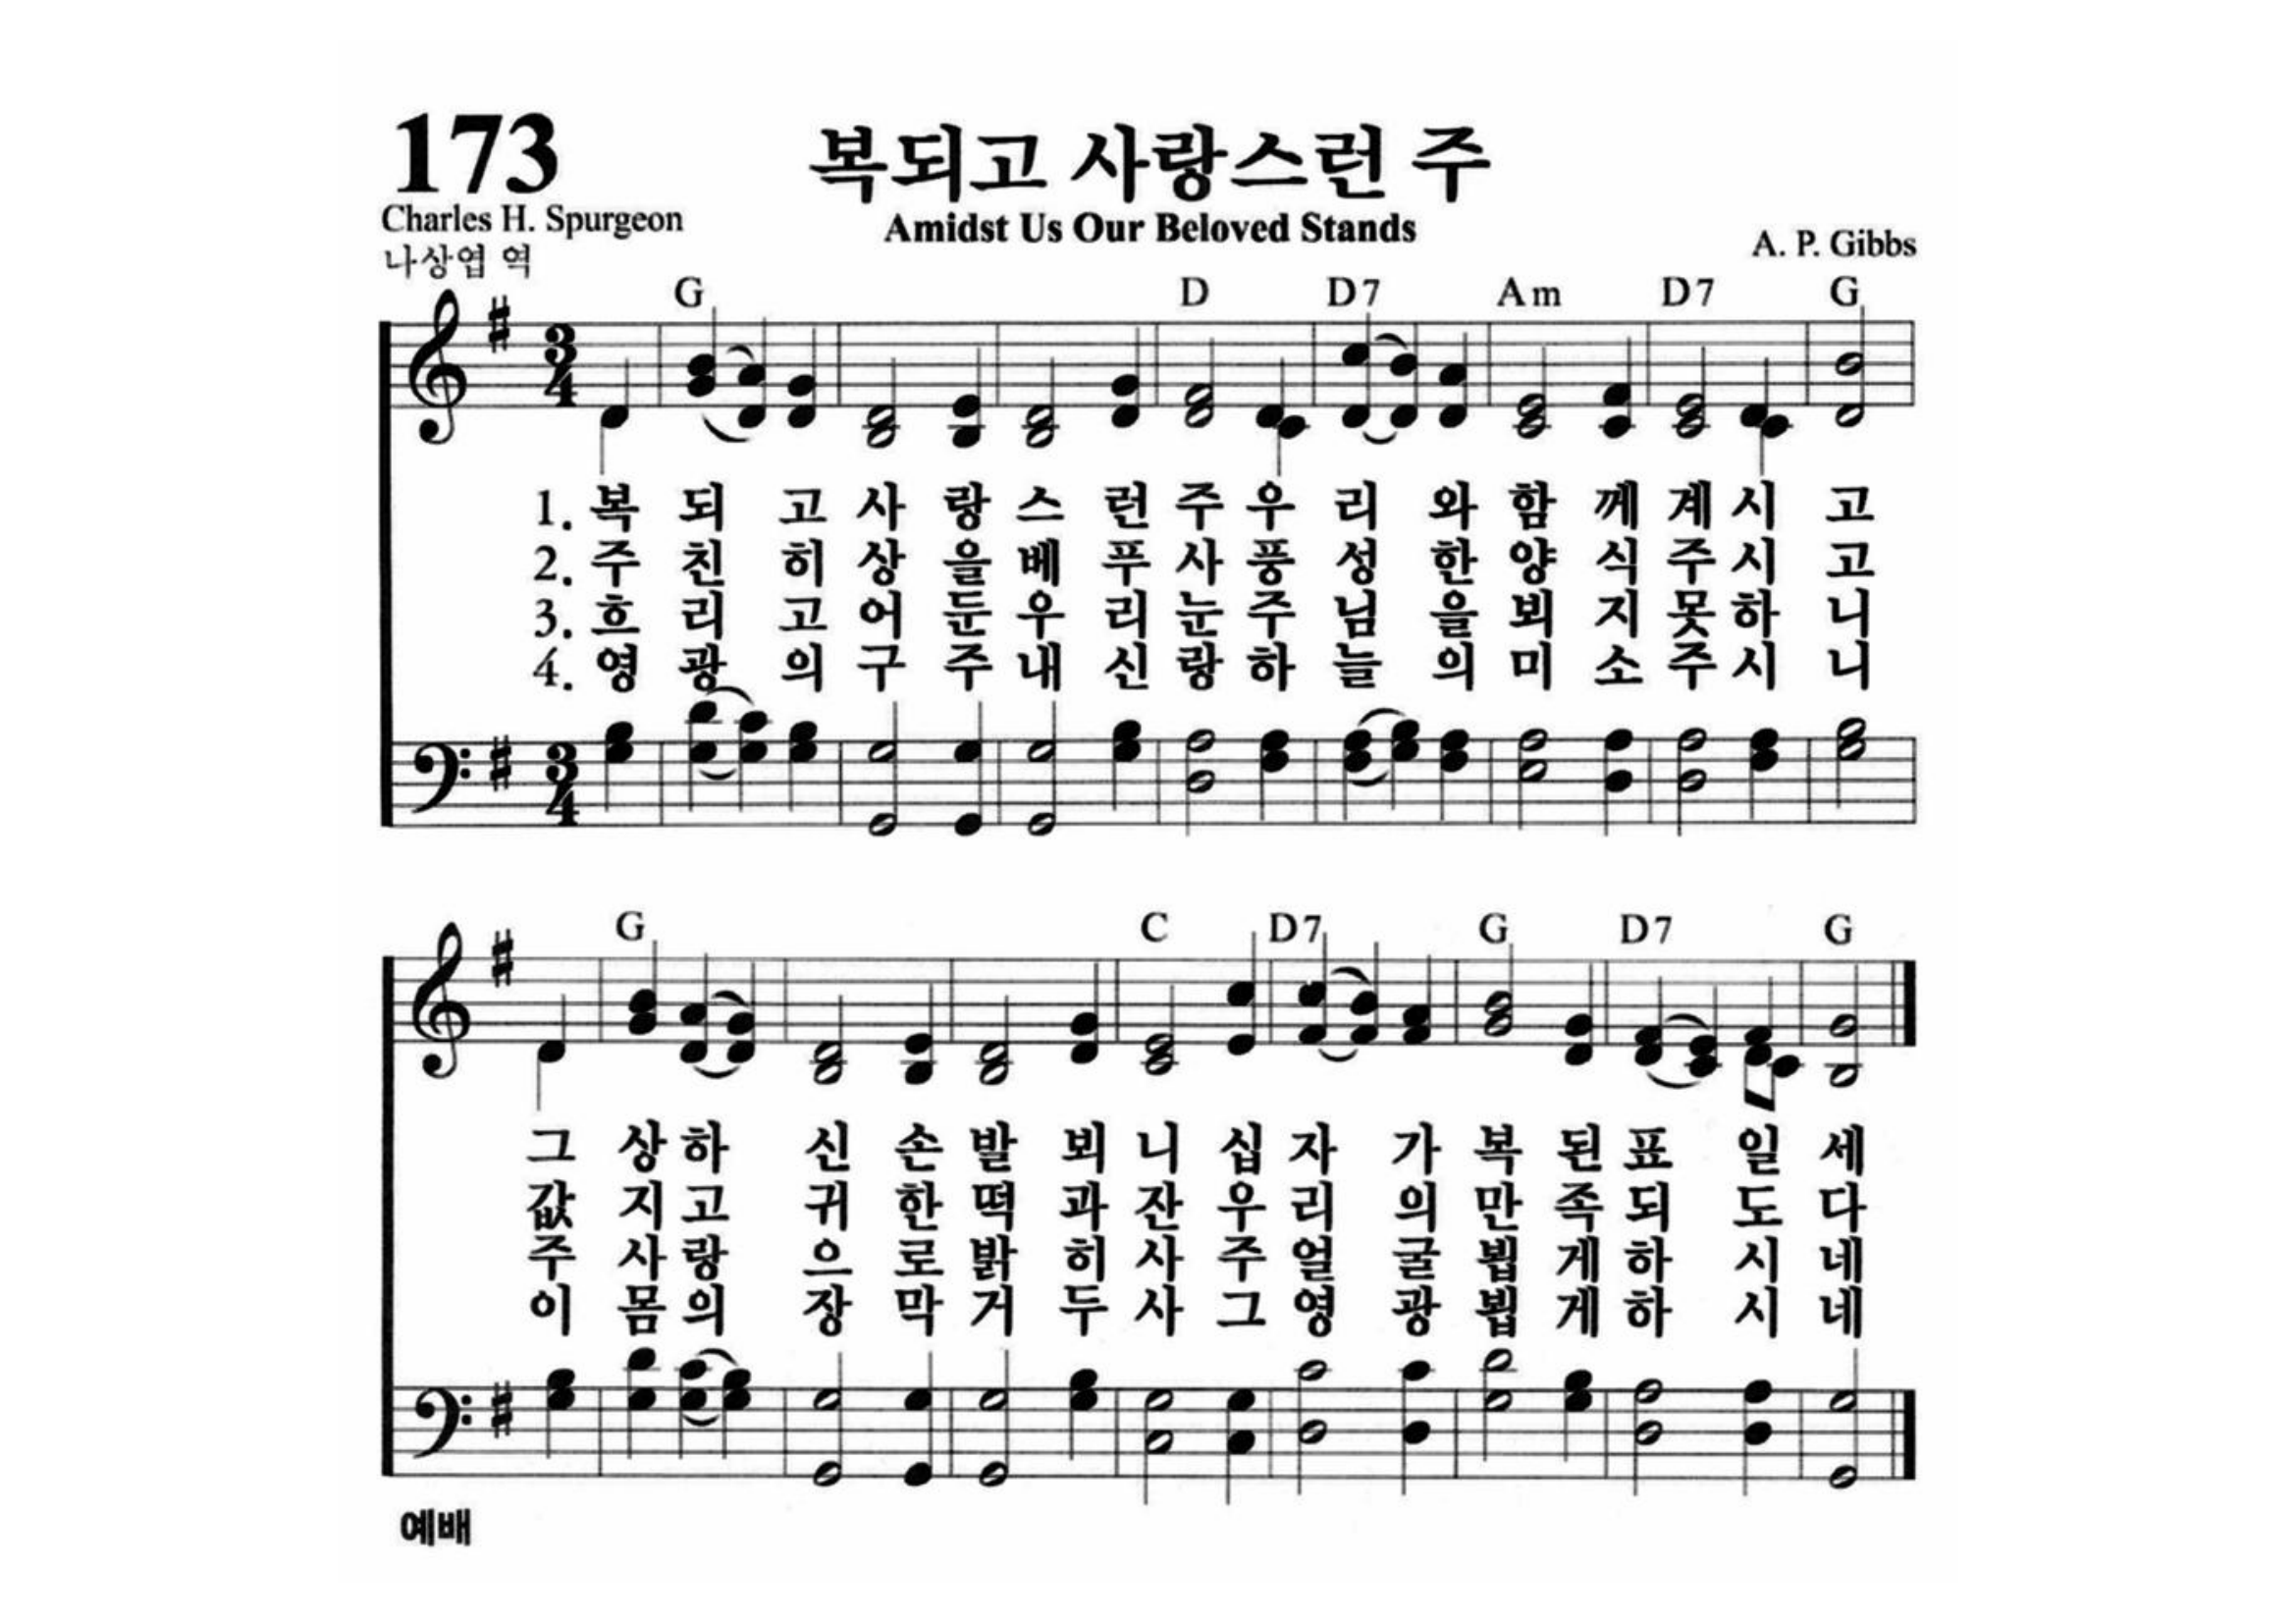 173
복되고 사랑스런 주
Charles H. Spurgeon
Amidst Us Our Beloved Stands
나상엽 역
A. P. Gibbs
G D D7 Am D7 G
1. 복 되 고 사 랑 스 런 주 우 리 와 함 께 계 시 고
2. 주 친 히 상 을 베 푸 사 풍 성 한 양 식 주 시 고
3. 흐 리 고 어 둔 우 리 눈 주 님 을 뵈 지 못 하 니
4. 영 광 의 구 주 내 신 랑 하 늘 의 미 소 주 시 니
G C D7 G D7 G
그 상 하 신 손 발 뵈 니 십 자 가 복 된 표 일 세
값 지 고 귀 한 떡 과 잔 우 리 의 만 족 되 도 다
주 사 랑 으 로 밝 히 사 주 얼 굴 뵙 게 하 시 네
이 몸 의 장 막 거 두 사 그 영 광 뵙 게 하 시 네
예배